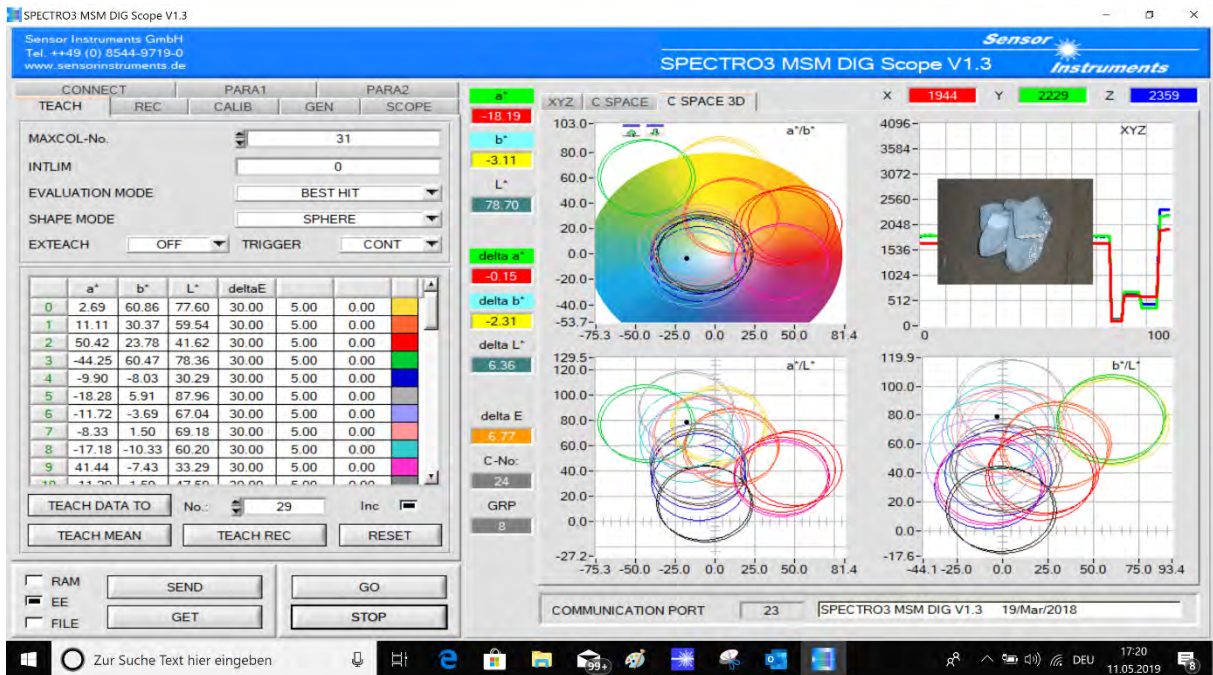 SPECTRO3 MSM DIG Scope V1.3
Sensor Instruments GmbH
Tel. ++49 (0) 8544-9719-0
www.sensorinstruments.de
SPECTRO3 MSM DIG Scope V1.3
Sensor
Instruments
CONNECT PARA1 PARA2
TEACH REC CALIB GEN SCOPE
MAXCOL-No. 31
INTLIM 0
EVALUATION MODE BEST HIT
SHAPE MODE SPHERE
EXTEACH OFF TRIGGER CONT
a* b* L* deltaE
0 2.69 60.86 77.60 30.00 5.00 0.00
1 11.11 30.37 59.54 30.00 5.00 0.00
2 50.42 23.78 41.62 30.00 5.00 0.00
3 -44.25 60.47 78.36 30.00 5.00 0.00
4 -9.90 -8.03 30.29 30.00 5.00 0.00
5 -18.28 5.91 87.96 30.00 5.00 0.00
6 -11.72 -3.69 67.04 30.00 5.00 0.00
7 -8.33 1.50 69.18 30.00 5.00 0.00
8 -17.18 -10.33 60.20 30.00 5.00 0.00
9 41.44 -7.43 33.29 30.00 5.00 0.00
TEACH DATA TO No.: 29 Inc
TEACH MEAN TEACH REC RESET
RAM
EE
FILE
SEND GO
GET STOP
a*
-18.19
b*
-3.11
L*
78.70
delta a*
-0.15
delta b*
-2.31
delta L*
6.36
delta E
6.77
C-No:
24
GRP
8
XYZ C SPACE C SPACE 3D
X 1944 Y 2229 Z 2359
a*/b*
103.0
80.0
60.0
40.0
20.0
0.0
-20.0
-40.0
-53.7
-75.3 -50.0 -25.0 0.0 25.0 50.0 81.4
XYZ
4096
3584
3072
2560
2048
1536
1024
512
0
0 100
a*/L*
129.5
120.0
100.0
80.0
60.0
40.0
20.0
0.0
-27.2
-75.3 -50.0 -25.0 0.0 25.0 50.0 81.4
b*/L*
119.9
100.0
80.0
60.0
40.0
20.0
0.0
-17.6
-44.1 -25.0 0.0 25.0 50.0 75.0 93.4
COMMUNICATION PORT 23 SPECTRO3 MSM DIG V1.3 19/Mar/2018
Zur Suche Text hier eingeben
99+
DEU
17:20
11.05.2019
8